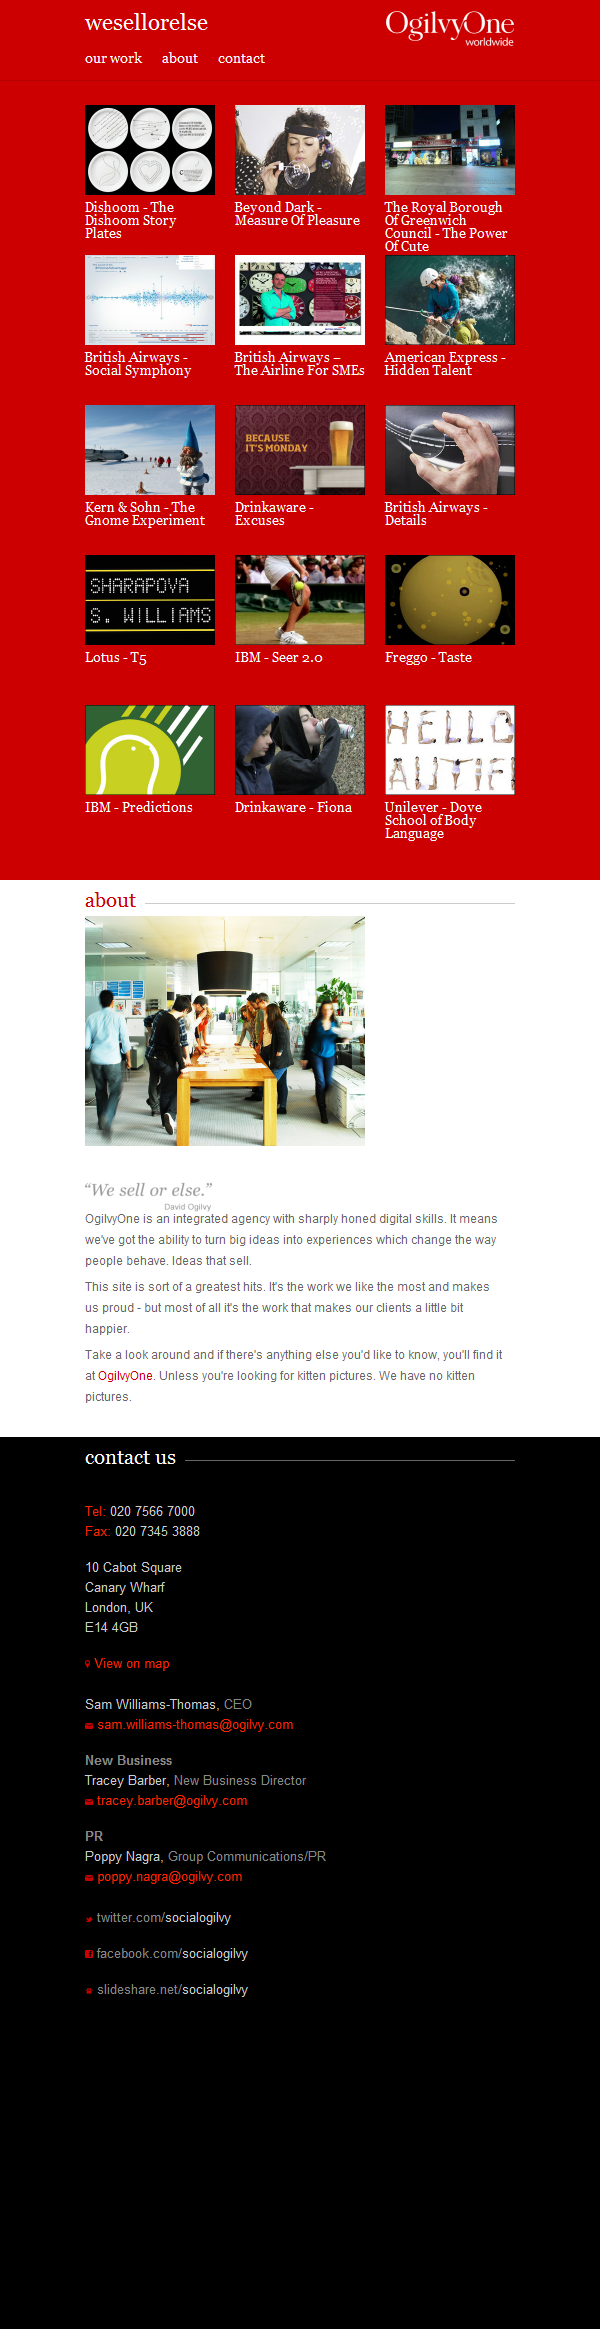 wesellorelse
OgilvyOne
worldwide
our work about contact
Dishoom - The
Dishoom Story
Plates
Beyond Dark -
Measure Of Pleasure
The Royal Borough
Of Greenwich
Council - The Power
Of Cute
British Airways -
Social Symphony
British Airways –
The Airline For SMEs
American Express -
Hidden Talent
BECAUSE
IT'S MONDAY
Kern & Sohn - The
Gnome Experiment
Drinkaware -
Excuses
British Airways -
Details
SHARAPOVA
S. WILLIAMS
Lotus - T5
IBM - Seer 2.0
Freggo - Taste
HELLO
IBM - Predictions
Drinkaware - Fiona
Unilever - Dove
School of Body
Language
about
“We sell or else.”
David Ogilvy
OgilvyOne is an integrated agency with sharply honed digital skills. It means
we've got the ability to turn big ideas into experiences which change the way
people behave. Ideas that sell.
This site is sort of a greatest hits. It's the work we like the most and makes
us proud - but most of all it's the work that makes our clients a little bit
happier.
Take a look around and if there's anything else you'd like to know, you'll find it
at OgilvyOne. Unless you're looking for kitten pictures. We have no kitten
pictures.
contact us
Tel: 020 7566 7000
Fax: 020 7345 3888
10 Cabot Square
Canary Wharf
London, UK
E14 4GB
View on map
Sam Williams-Thomas, CEO
sam.williams-thomas@ogilvy.com
New Business
Tracey Barber, New Business Director
tracey.barber@ogilvy.com
PR
Poppy Nagra, Group Communications/PR
poppy.nagra@ogilvy.com
twitter.com/socialogilvy
facebook.com/socialogilvy
slideshare.net/socialogilvy